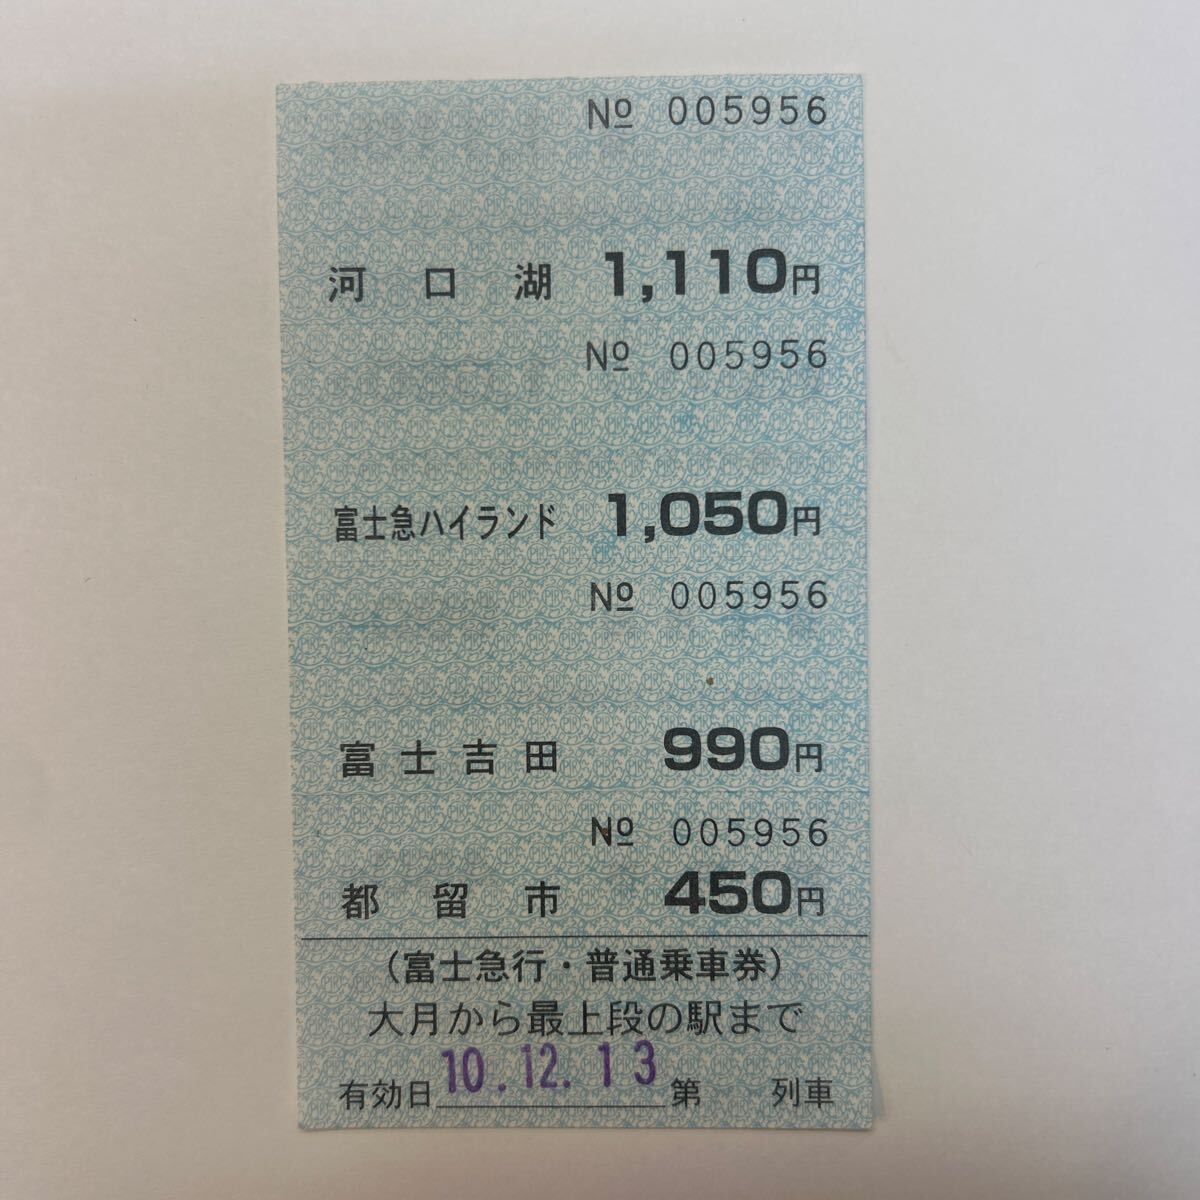 № 005956
河口湖 1,110円
№ 005956
富士急ハイランド 1,050円
№ 005956
富士吉田 990円
№ 005956
都留市 450円
(富士急行・普通乗車券)
大月から最上段の駅まで
有効日 10.12.13 第 列車